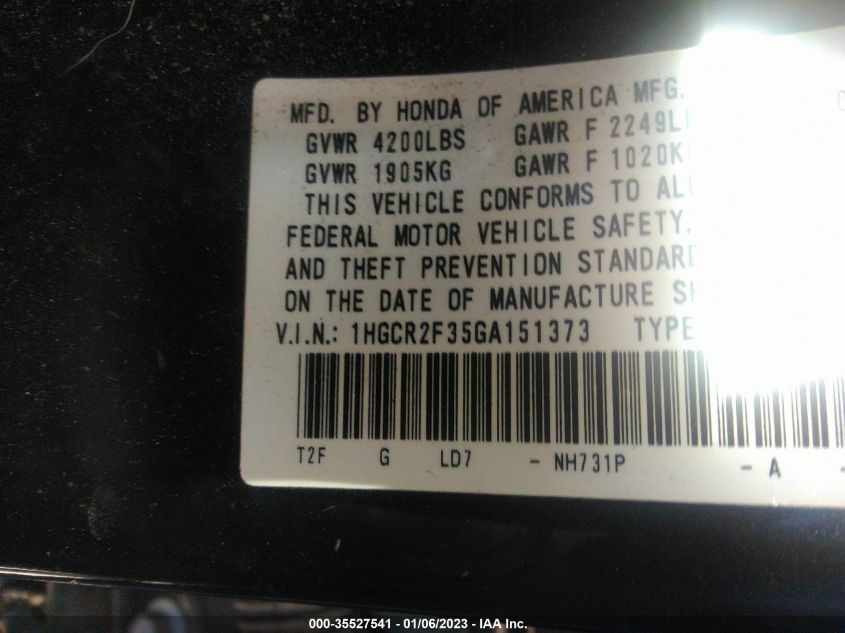 MFD. BY HONDA OF AMERICA MFG.
GVWR 4200LBS GAWR F 2249L
GVWR 1905KG GAWR F 1020K
THIS VEHICLE CONFORMS TO AL
FEDERAL MOTOR VEHICLE SAFETY,
AND THEFT PREVENTION STANDAR
ON THE DATE OF MANUFACTURE S
V.I.N.: 1HGCR2F35GA151373 TYPE
T2F G LD7 - NH731P - A -
000-35527541 - 01/06/2023 - IAA Inc.